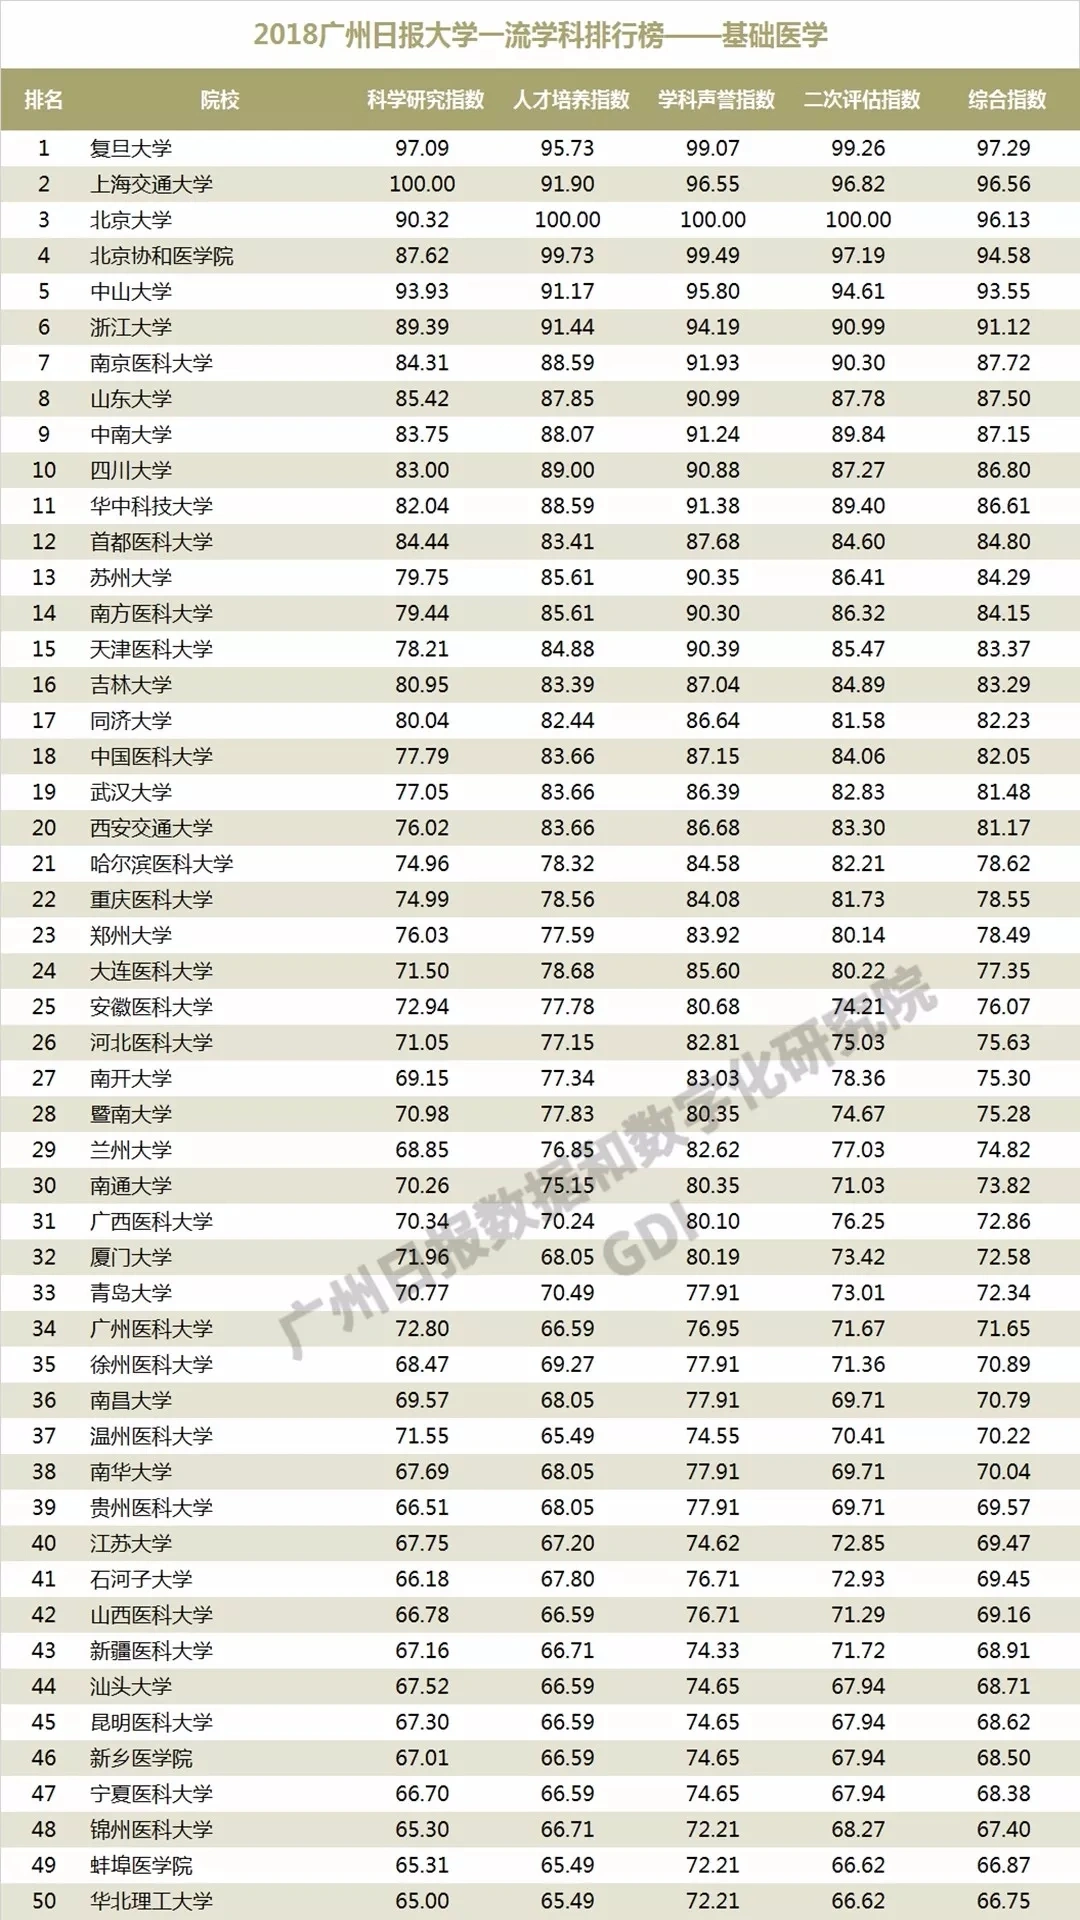 2018广州日报大学一流学科排行榜——基础医学
排名 院校 科学研究指数 人才培养指数 学科声誉指数 二次评估指数 综合指数
1 复旦大学 97.09 95.73 99.07 99.26 97.29
2 上海交通大学 100.00 91.90 96.55 96.82 96.56
3 北京大学 90.32 100.00 100.00 100.00 96.13
4 北京协和医学院 87.62 99.73 99.49 97.19 94.58
5 中山大学 93.93 91.17 95.80 94.61 93.55
6 浙江大学 89.39 91.44 94.19 90.99 91.12
7 南京医科大学 84.31 88.59 91.93 90.30 87.72
8 山东大学 85.42 87.85 90.99 87.78 87.50
9 中南大学 83.75 88.07 91.24 89.84 87.15
10 四川大学 83.00 89.00 90.88 87.27 86.80
11 华中科技大学 82.04 88.59 91.38 89.40 86.61
12 首都医科大学 84.44 83.41 87.68 84.60 84.80
13 苏州大学 79.75 85.61 90.35 86.41 84.29
14 南方医科大学 79.44 85.61 90.30 86.32 84.15
15 天津医科大学 78.21 84.88 90.39 85.47 83.37
16 吉林大学 80.95 83.39 87.04 84.89 83.29
17 同济大学 80.04 82.44 86.64 81.58 82.23
18 中国医科大学 77.79 83.66 87.15 84.06 82.05
19 武汉大学 77.05 83.66 86.39 82.83 81.48
20 西安交通大学 76.02 83.66 86.68 83.30 81.17
21 哈尔滨医科大学 74.96 78.32 84.58 82.21 78.62
22 重庆医科大学 74.99 78.56 84.08 81.73 78.55
23 郑州大学 76.03 77.59 83.92 80.14 78.49
24 大连医科大学 71.50 78.68 85.60 80.22 77.35
25 安徽医科大学 72.94 77.78 80.68 74.21 76.07
26 河北医科大学 71.05 77.15 82.81 75.03 75.63
27 南开大学 69.15 77.34 83.03 78.36 75.30
28 暨南大学 70.98 77.83 80.35 74.67 75.28
29 兰州大学 68.85 76.85 82.62 77.03 74.82
30 南通大学 70.26 75.15 80.35 71.03 73.82
31 广西医科大学 70.34 70.24 80.10 76.25 72.86
32 厦门大学 71.96 68.05 80.19 73.42 72.58
33 青岛大学 70.77 70.49 77.91 73.01 72.34
34 广州医科大学 72.80 66.59 76.95 71.67 71.65
35 徐州医科大学 68.47 69.27 77.91 71.36 70.89
36 南昌大学 69.57 68.05 77.91 69.71 70.79
37 温州医科大学 71.55 65.49 74.55 70.41 70.22
38 南华大学 67.69 68.05 77.91 69.71 70.04
39 贵州医科大学 66.51 68.05 77.91 69.71 69.57
40 江苏大学 67.75 67.20 74.62 72.85 69.47
41 石河子大学 66.18 67.80 76.71 72.93 69.45
42 山西医科大学 66.78 66.59 76.71 71.29 69.16
43 新疆医科大学 67.16 66.71 74.33 71.72 68.91
44 汕头大学 67.52 66.59 74.65 67.94 68.71
45 昆明医科大学 67.30 66.59 74.65 67.94 68.62
46 新乡医学院 67.01 66.59 74.65 67.94 68.50
47 宁夏医科大学 66.70 66.59 74.65 67.94 68.38
48 锦州医科大学 65.30 66.71 72.21 68.27 67.40
49 蚌埠医学院 65.31 65.49 72.21 66.62 66.87
50 华北理工大学 65.00 65.49 72.21 66.62 66.75
广州日报数据和数字化研究院
GDI